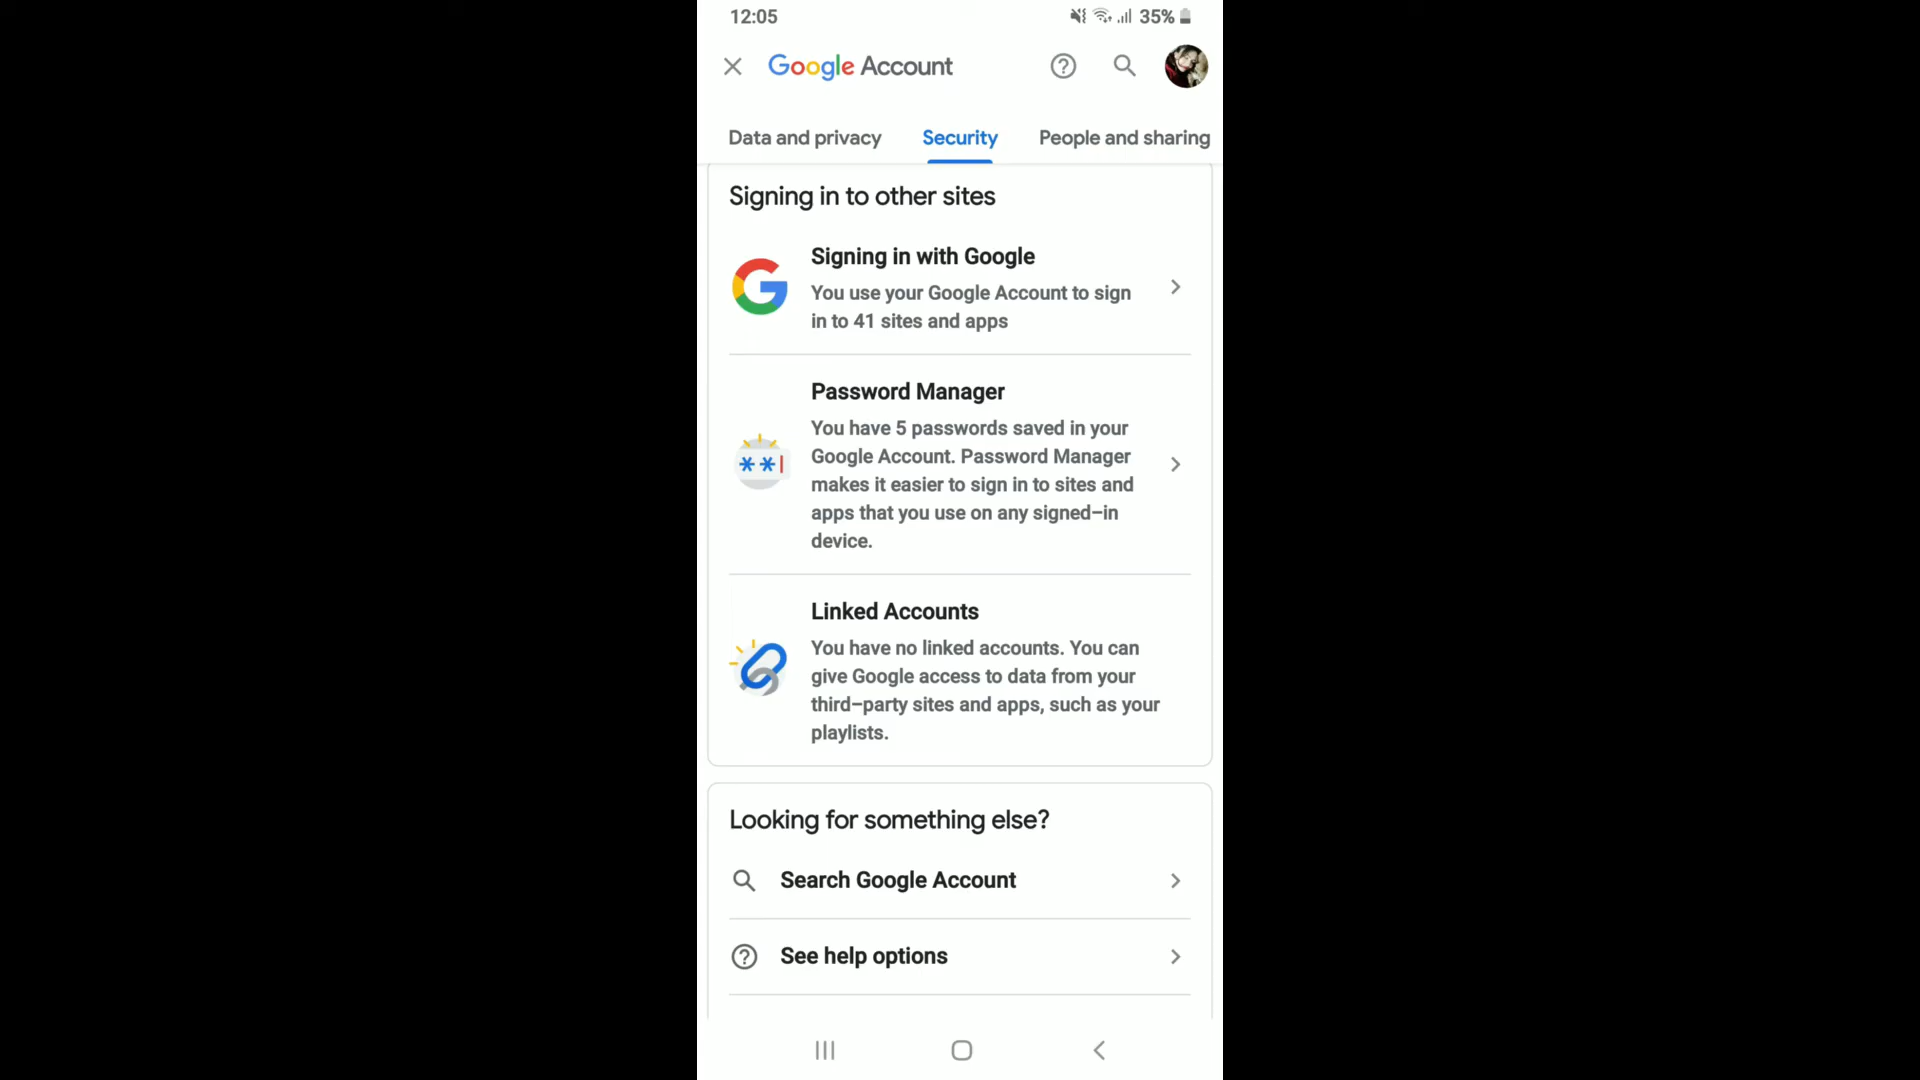 12:05
35%
Google Account
Data and privacy
Security
People and sharing
Signing in to other sites
Signing in with Google
You use your Google Account to sign
in to 41 sites and apps
Password Manager
You have 5 passwords saved in your
Google Account. Password Manager
makes it easier to sign in to sites and
apps that you use on any signed-in
device.
Linked Accounts
You have no linked accounts. You can
give Google access to data from your
third-party sites and apps, such as your
playlists.
Looking for something else?
Search Google Account
See help options